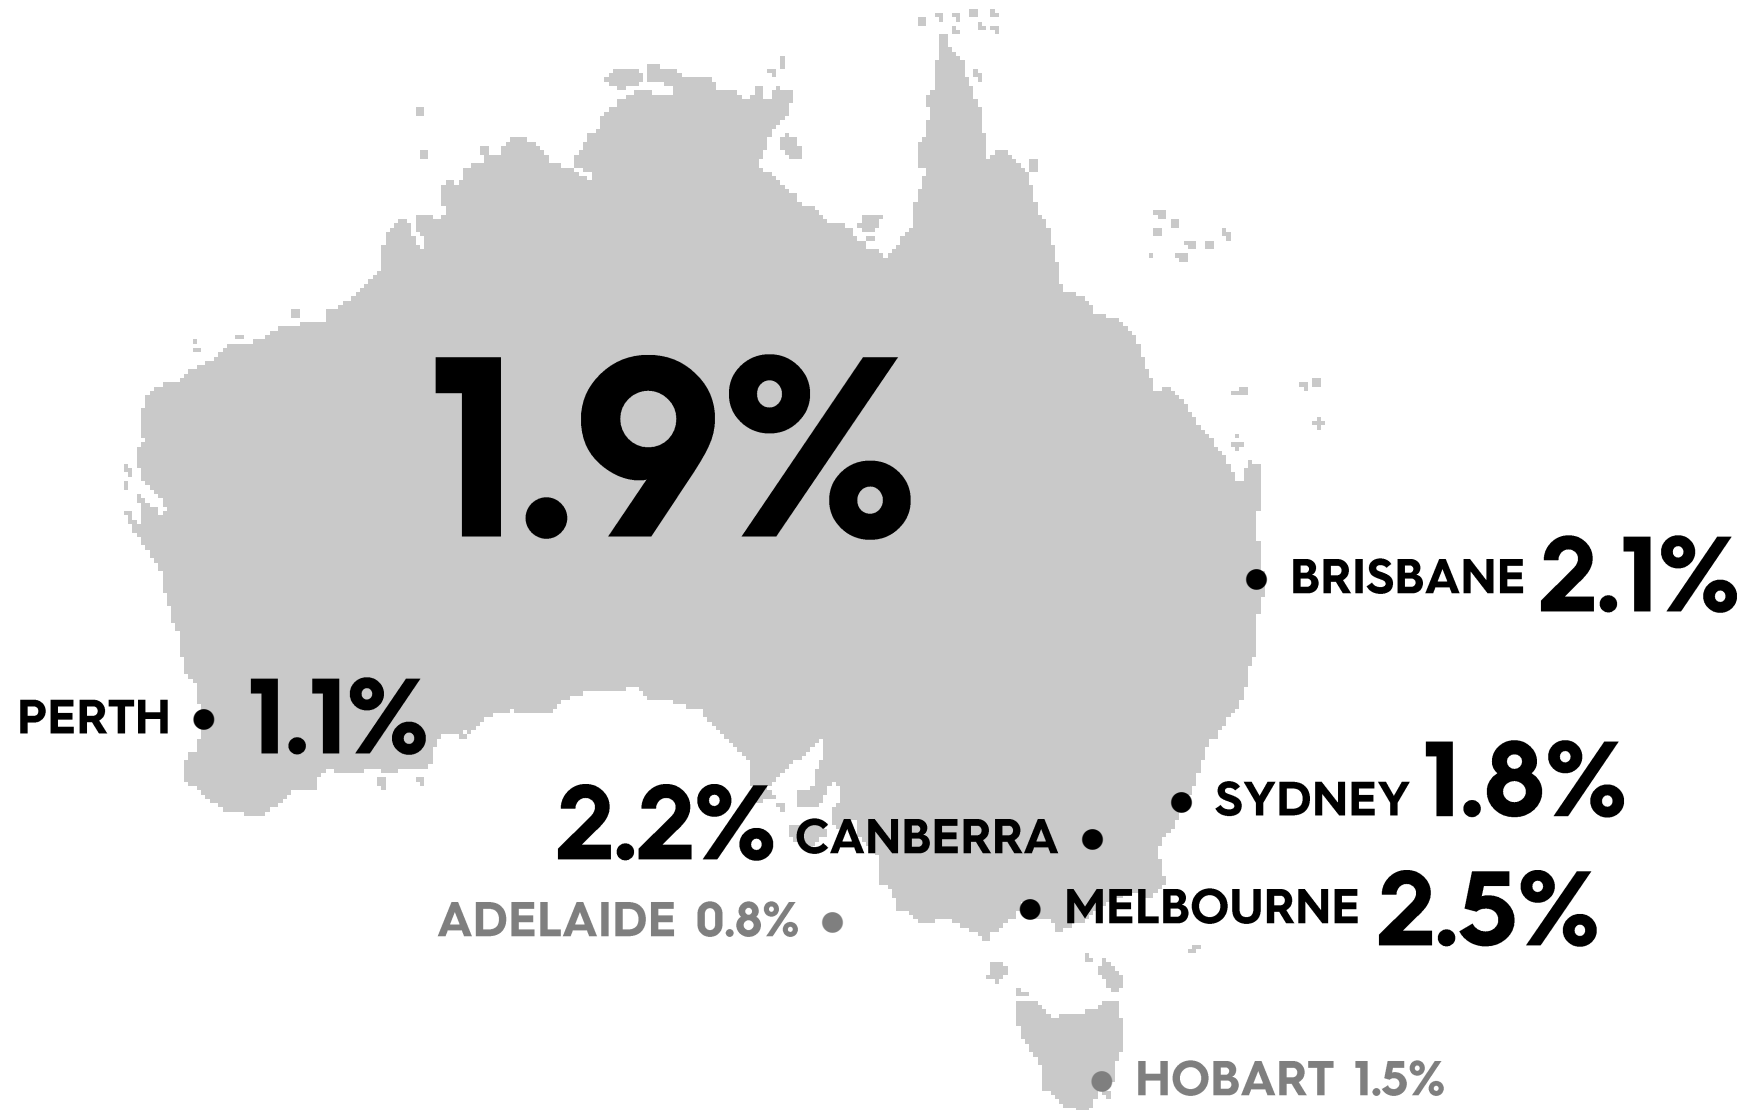 1.9%
BRISBANE 2.1%
PERTH 1.1%
SYDNEY 1.8%
2.2% CANBERRA
MELBOURNE 2.5%
ADELAIDE 0.8%
HOBART 1.5%